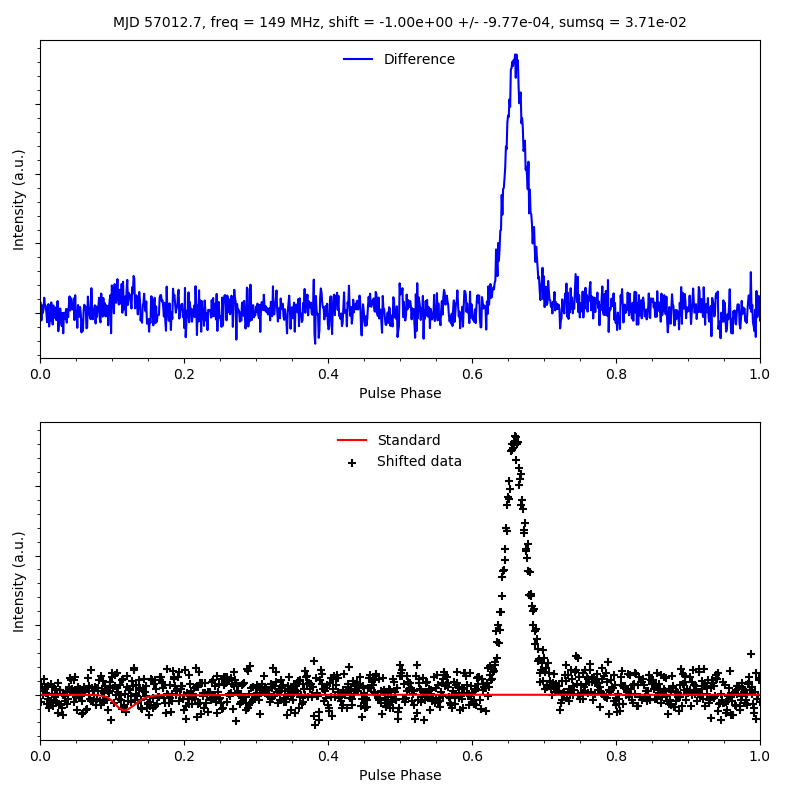 MJD 57012.7, freq = 149 MHz, shift = -1.00e+00 +/- -9.77e-04, sumsq = 3.71e-02
Difference
Intensity (a.u.)
0.0 0.2 0.4 0.6 0.8 1.0
Pulse Phase
Standard
Shifted data
Intensity (a.u.)
0.0 0.2 0.4 0.6 0.8 1.0
Pulse Phase